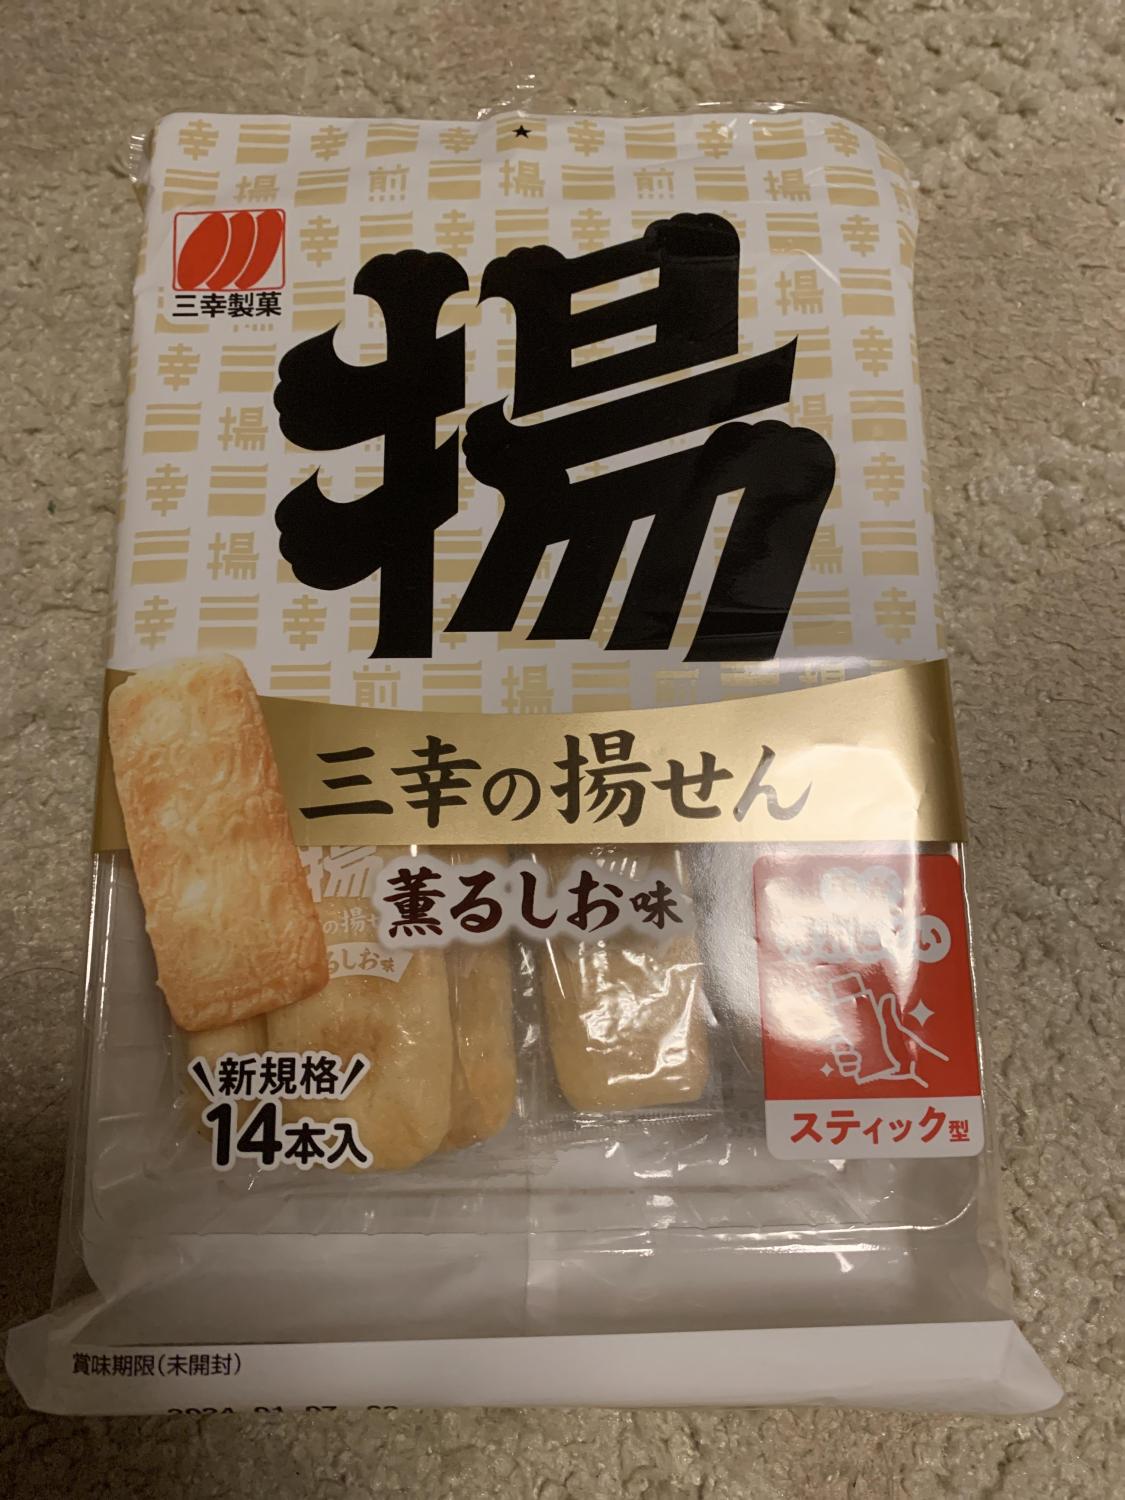 三幸製菓
揚
三幸の揚せん
薫るしお味
新規格
14本入
スティック型
賞味期限(未開封)